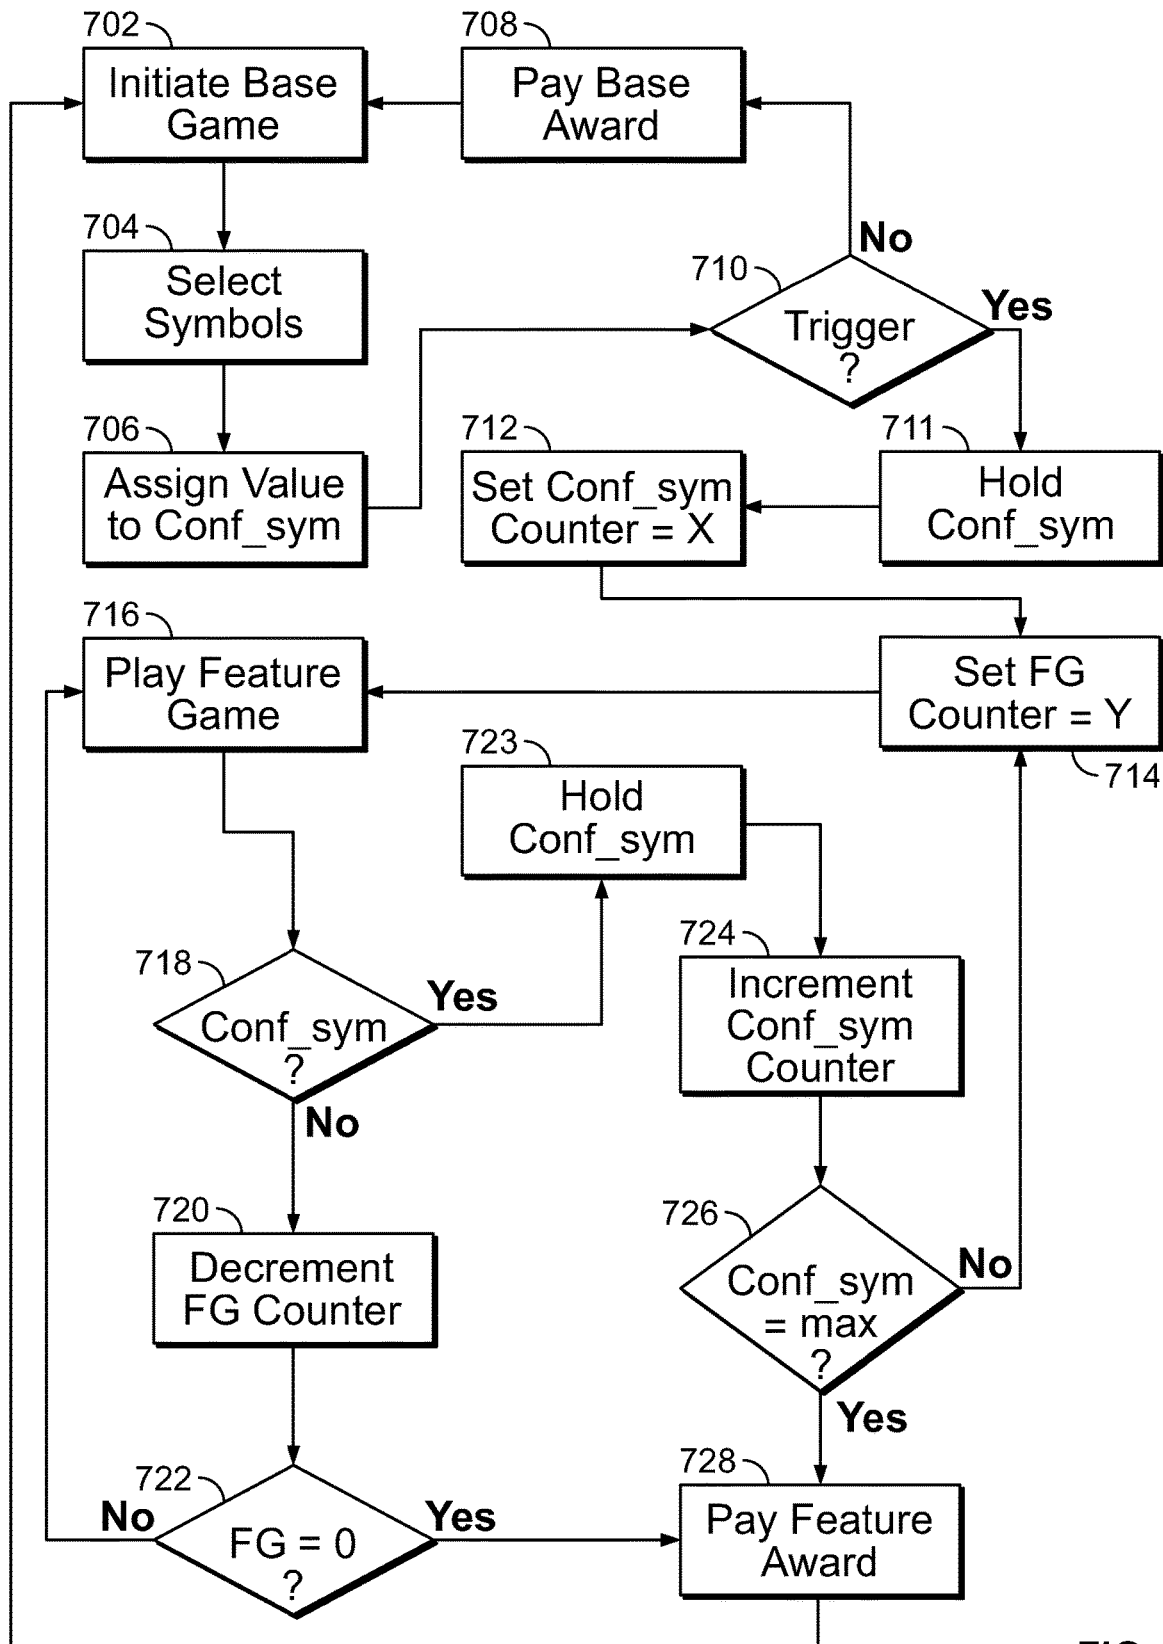 702
Initiate Base
Game
708
Pay Base
Award
704
Select
Symbols
No
710
Trigger
?
Yes
706
Assign Value
to Conf_sym
712
Set Conf_sym
Counter = X
711
Hold
Conf_sym
716
Play Feature
Game
Set FG
Counter = Y
714
723
Hold
Conf_sym
718
Conf_sym
?
Yes
No
724
Increment
Conf_sym
Counter
720
Decrement
FG Counter
726
Conf_sym
= max
?
No
Yes
722
No
FG = 0
?
Yes
728
Pay Feature
Award